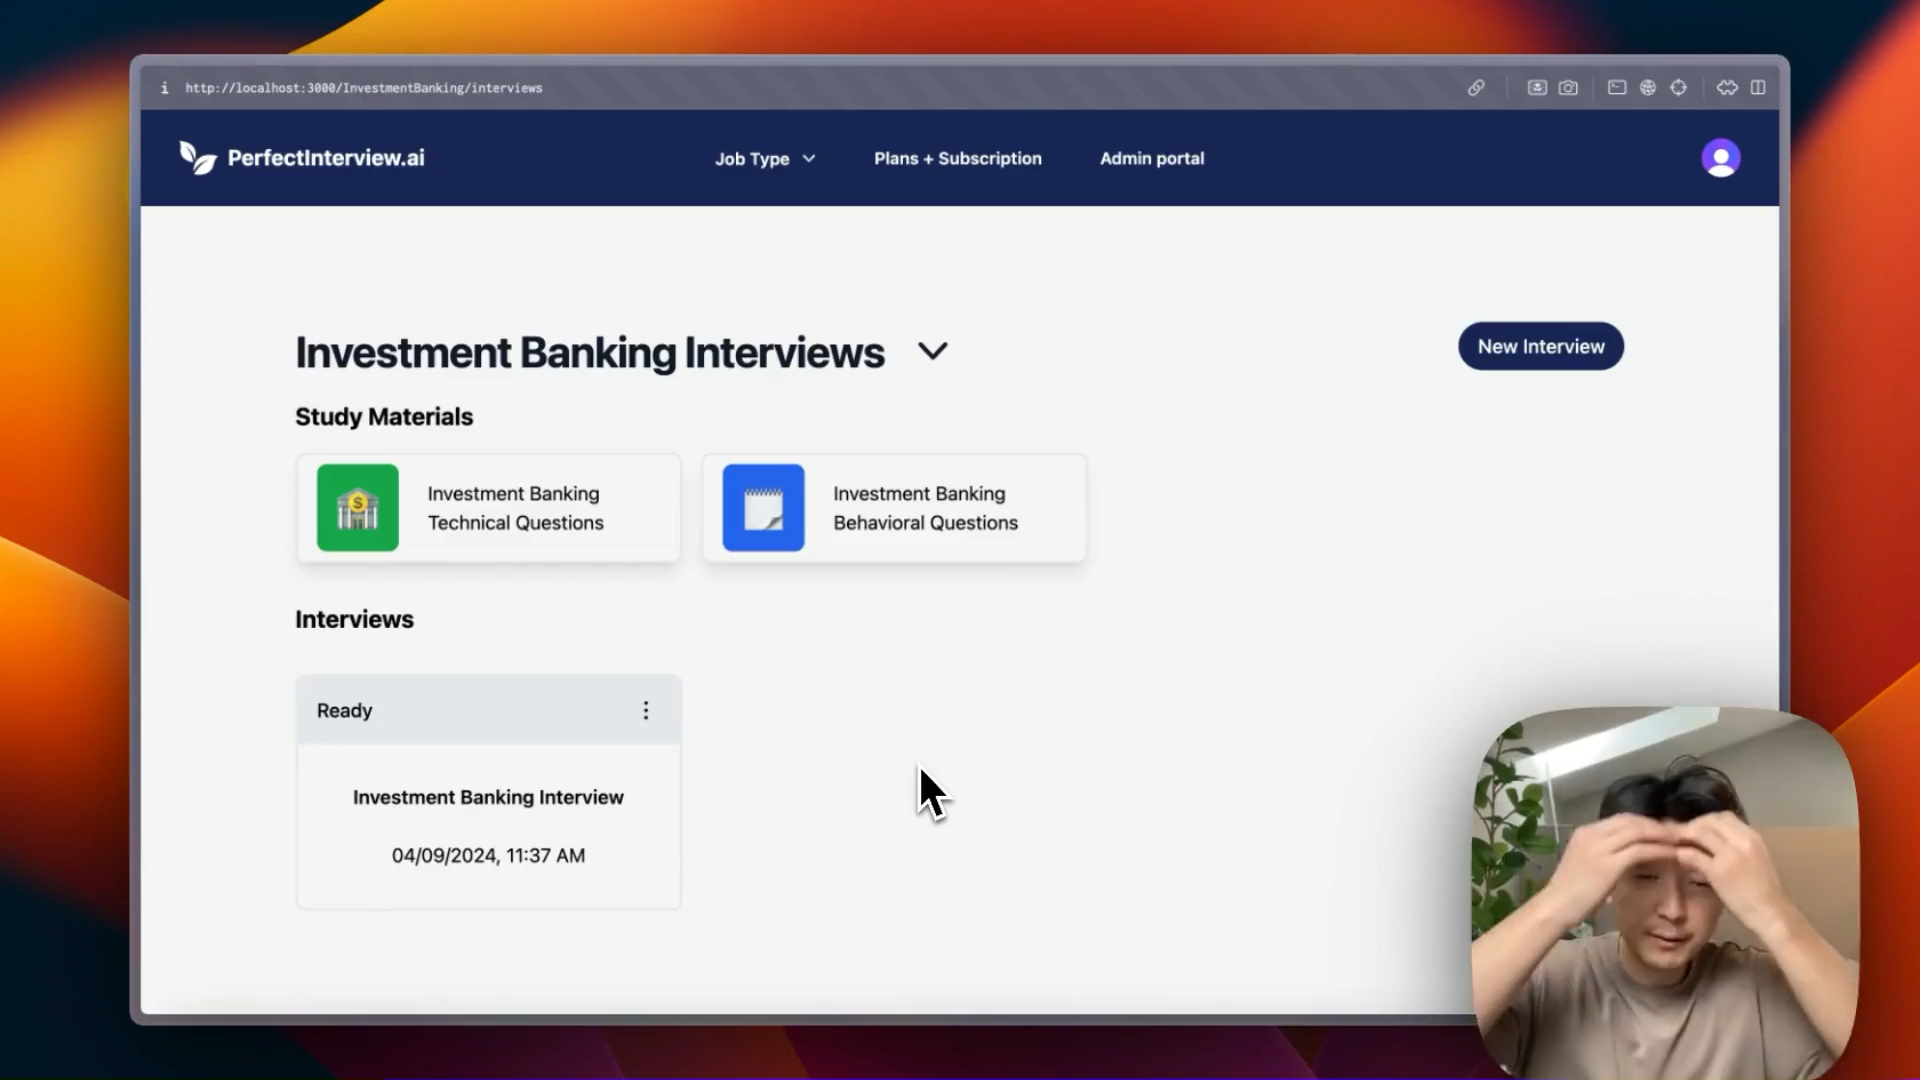 http://localhost:3000/InvestmentBanking/interviews
PerfectInterview.ai
Job Type
Plans + Subscription
Admin portal
Investment Banking Interviews
New Interview
Study Materials
Investment Banking
Technical Questions
Investment Banking
Behavioral Questions
Interviews
Ready
Investment Banking Interview
04/09/2024, 11:37 AM